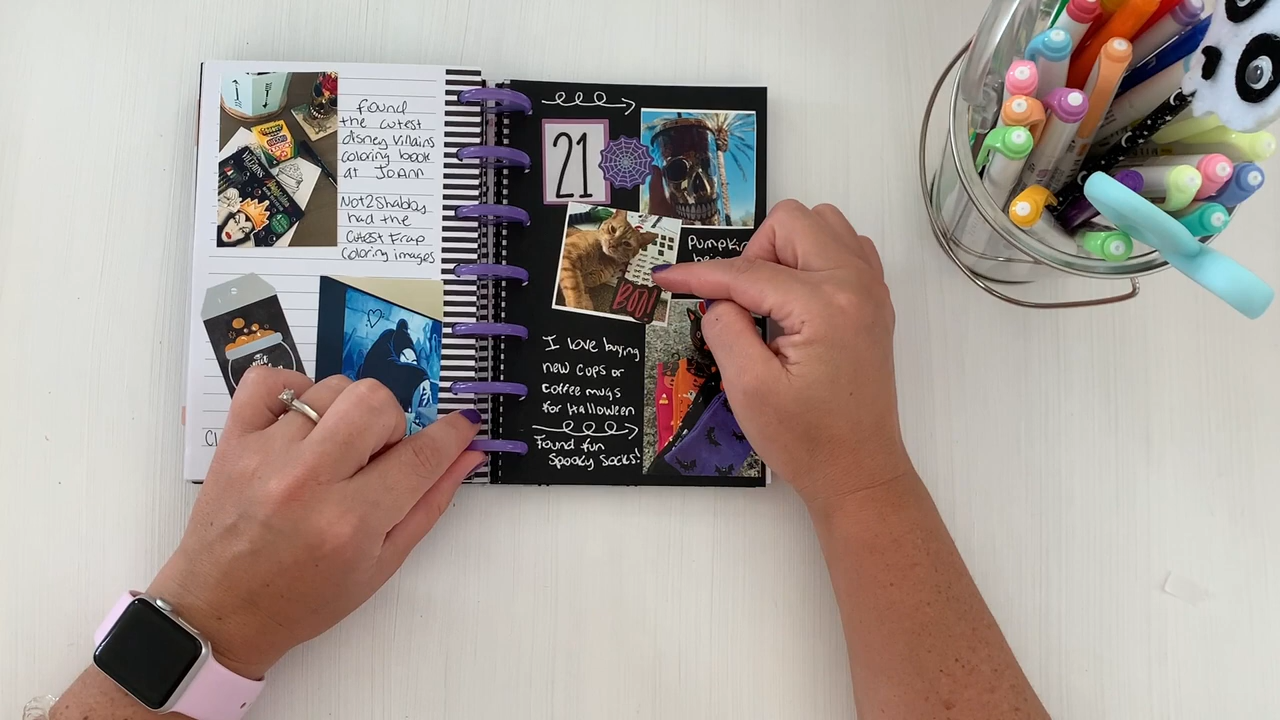 found
the cutest
disney villains
coloring book
at JoAnn
Not2Shabby
had the
cutest Frap
coloring images
VILLAINS
21
BOO!
I love buying
new cups or
coffee mugs
for Halloween
Found fun
Spooky Socks!